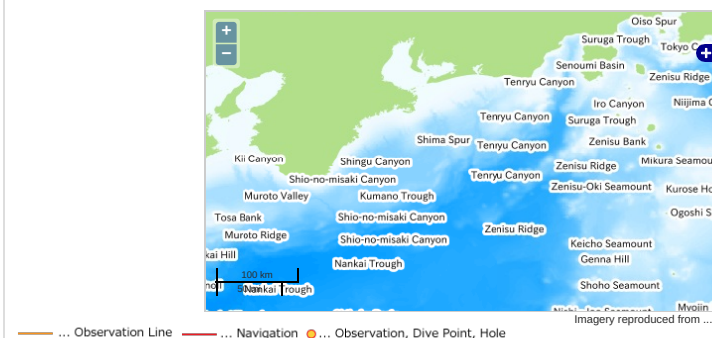 Oiso Spur
Suruga Trough
Tokyo C
Senoumi Basin
Zenisu Ridge
Tenryu Canyon
Iro Canyon
Niijima C
Tenryu Canyon
Suruga Trough
Shima Spur
Zenisu Bank
Tenryu Canyon
Kii Canyon
Shingu Canyon
Zenisu Ridge
Mikura Seamou
Shio-no-misaki Canyon
Tenryu Canyon
Zenisu-Oki Seamount
Kurose Ho
Muroto Valley
Kumano Trough
Tosa Bank
Shio-no-misaki Canyon
Ogoshi S
Zenisu Ridge
Muroto Ridge
Shio-no-misaki Canyon
Keicho Seamount
kai Hill
Genna Hill
Nankai Trough
100 km
Shoho Seamount
Nankai Trough
Myojin
Imagery reproduced from ...
... Observation Line
... Navigation
... Observation, Dive Point, Hole